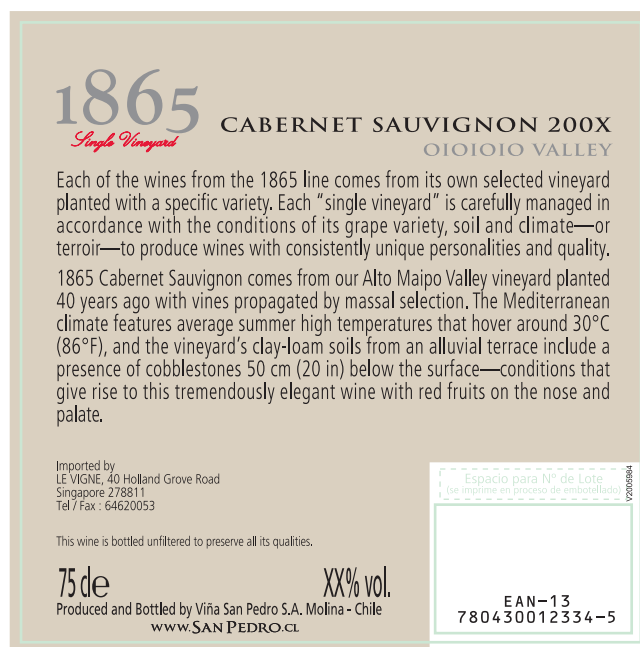 1865
Single Vineyard
CABERNET SAUVIGNON 200X
OIOIOIO VALLEY
Each of the wines from the 1865 line comes from its own selected vineyard
planted with a specific variety. Each “single vineyard” is carefully managed in
accordance with the conditions of its grape variety, soil and climate—or
terroir—to produce wines with consistently unique personalities and quality.
1865 Cabernet Sauvignon comes from our Alto Maipo Valley vineyard planted
40 years ago with vines propagated by massal selection. The Mediterranean
climate features average summer high temperatures that hover around 30°C
(86°F), and the vineyard’s clay-loam soils from an alluvial terrace include a
presence of cobblestones 50 cm (20 in) below the surface—conditions that
give rise to this tremendously elegant wine with red fruits on the nose and
palate.
Imported by
LE VIGNE, 40 Holland Grove Road
Singapore 278811
Tel / Fax : 64620053
This wine is bottled unfiltered to preserve all its qualities.
75 cl e XX% vol.
Produced and Bottled by Viña San Pedro S.A. Molina - Chile
www.SAN PEDRO.CL
Espacio para Nº de Lote
(se imprime en proceso de embotellado)
V2005984
EAN-13
780430012334-5